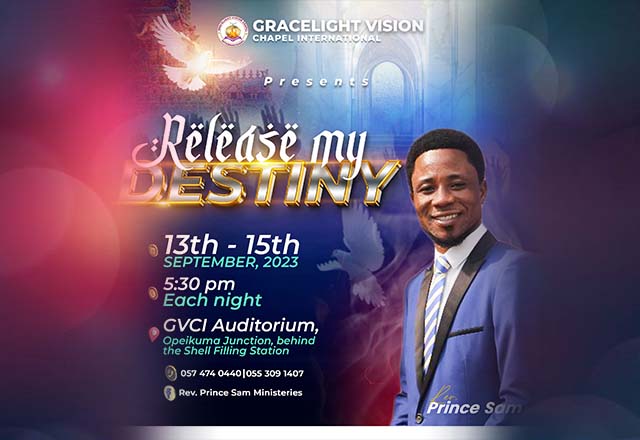 GRACELIGHT VISION
CHAPEL INTERNATIONAL
Presents
Rëlëasë my
DESTINY
13th - 15th
SEPTEMBER, 2023
5:30 pm
Each night
GVCI Auditorium,
Opeikuma Junction, behind
the Shell Filling Station
057 474 0440|055 309 1407
Rev. Prince Sam Ministeries
Rev.
Prince Sam